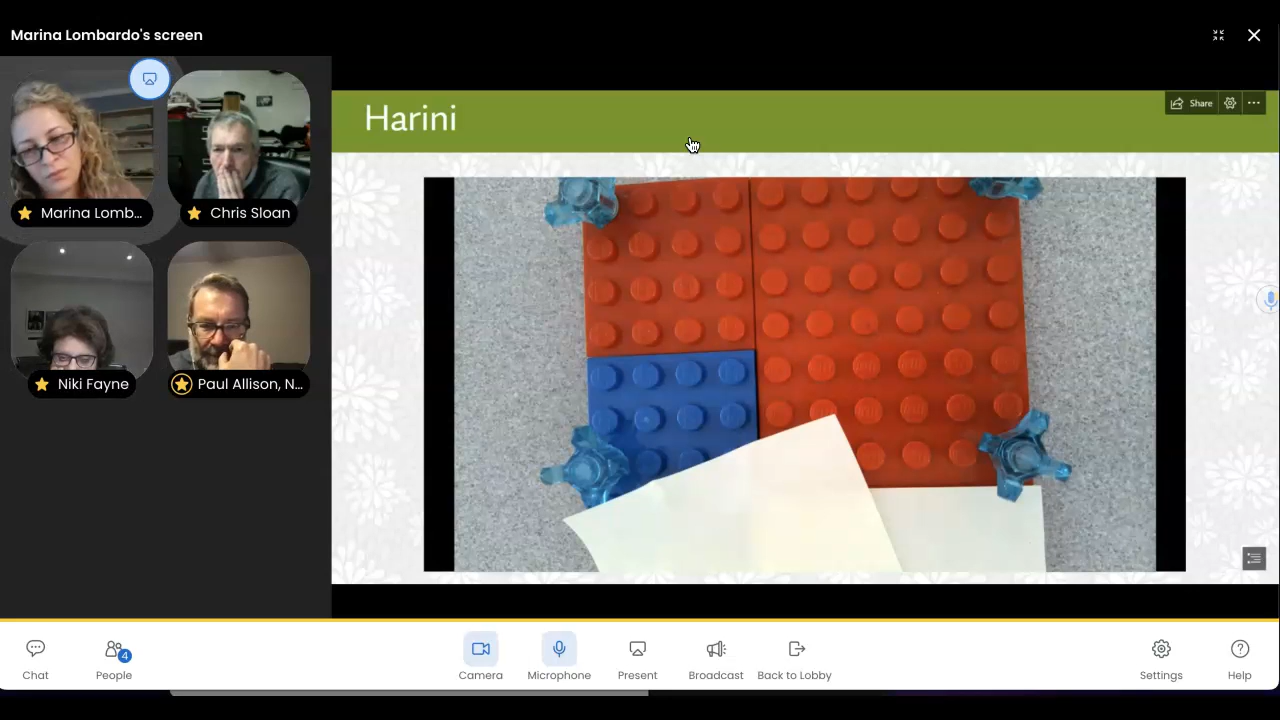 Marina Lombardo's screen
Harini
Share
Marina Lomb...
Chris Sloan
Niki Fayne
Paul Allison, N...
Chat
4
People
Camera
Microphone
Present
Broadcast
Back to Lobby
Settings
Help